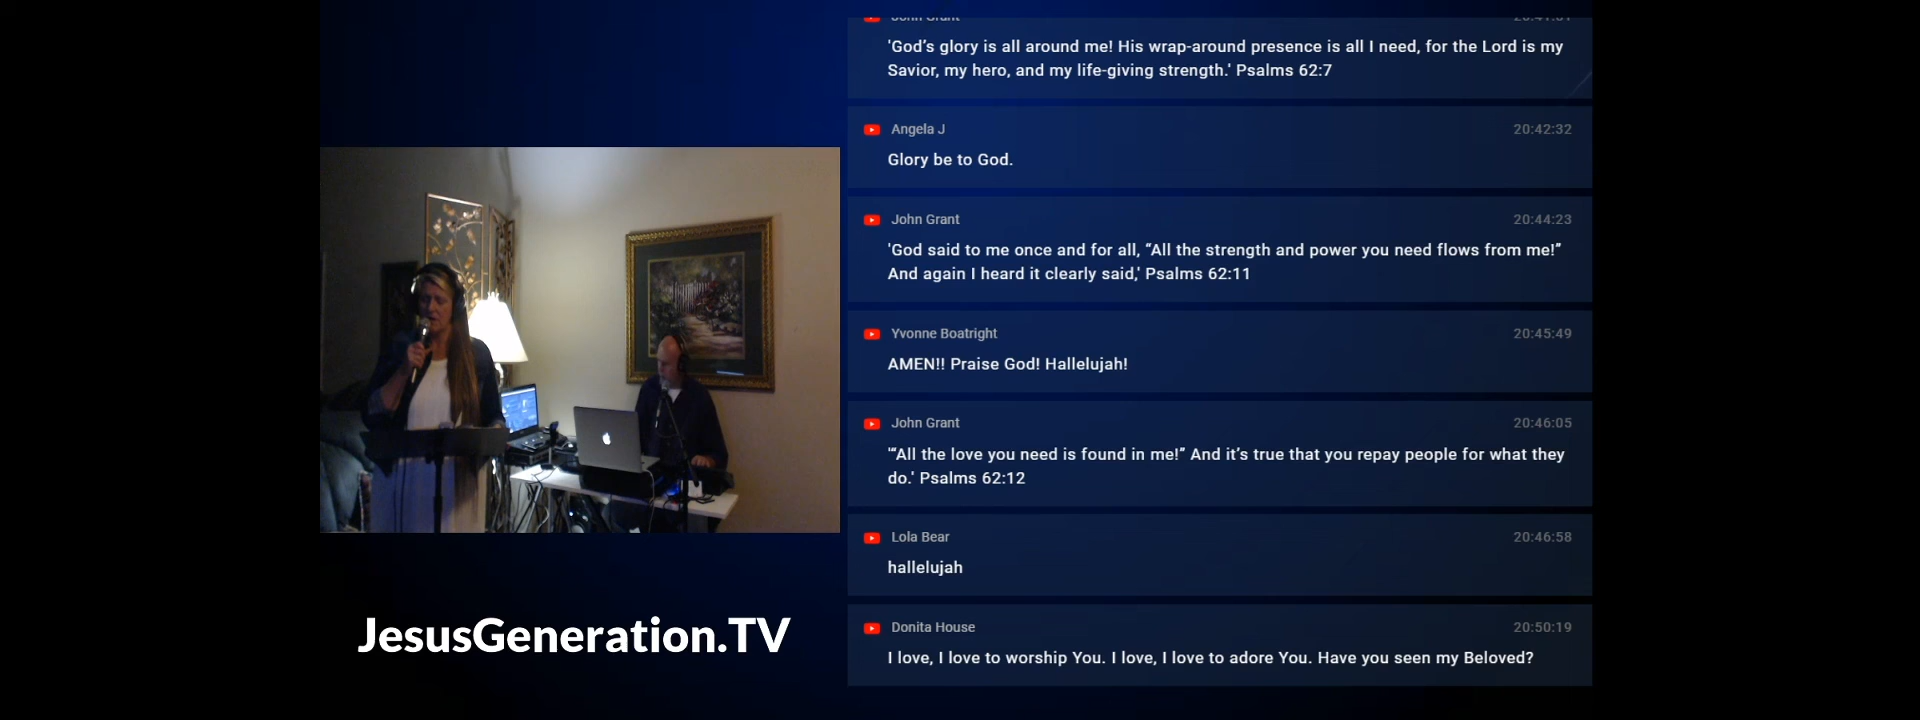 John Grant 20:41:31
'God’s glory is all around me! His wrap-around presence is all I need, for the Lord is my
Savior, my hero, and my life-giving strength.' Psalms 62:7
Angela J 20:42:32
Glory be to God.
John Grant 20:44:23
'God said to me once and for all, “All the strength and power you need flows from me!”
And again I heard it clearly said,' Psalms 62:11
Yvonne Boatright 20:45:49
AMEN!! Praise God! Hallelujah!
John Grant 20:46:05
'“All the love you need is found in me!” And it’s true that you repay people for what they
do.' Psalms 62:12
Lola Bear 20:46:58
hallelujah
Donita House 20:50:19
I love, I love to worship You. I love, I love to adore You. Have you seen my Beloved?
JesusGeneration.TV